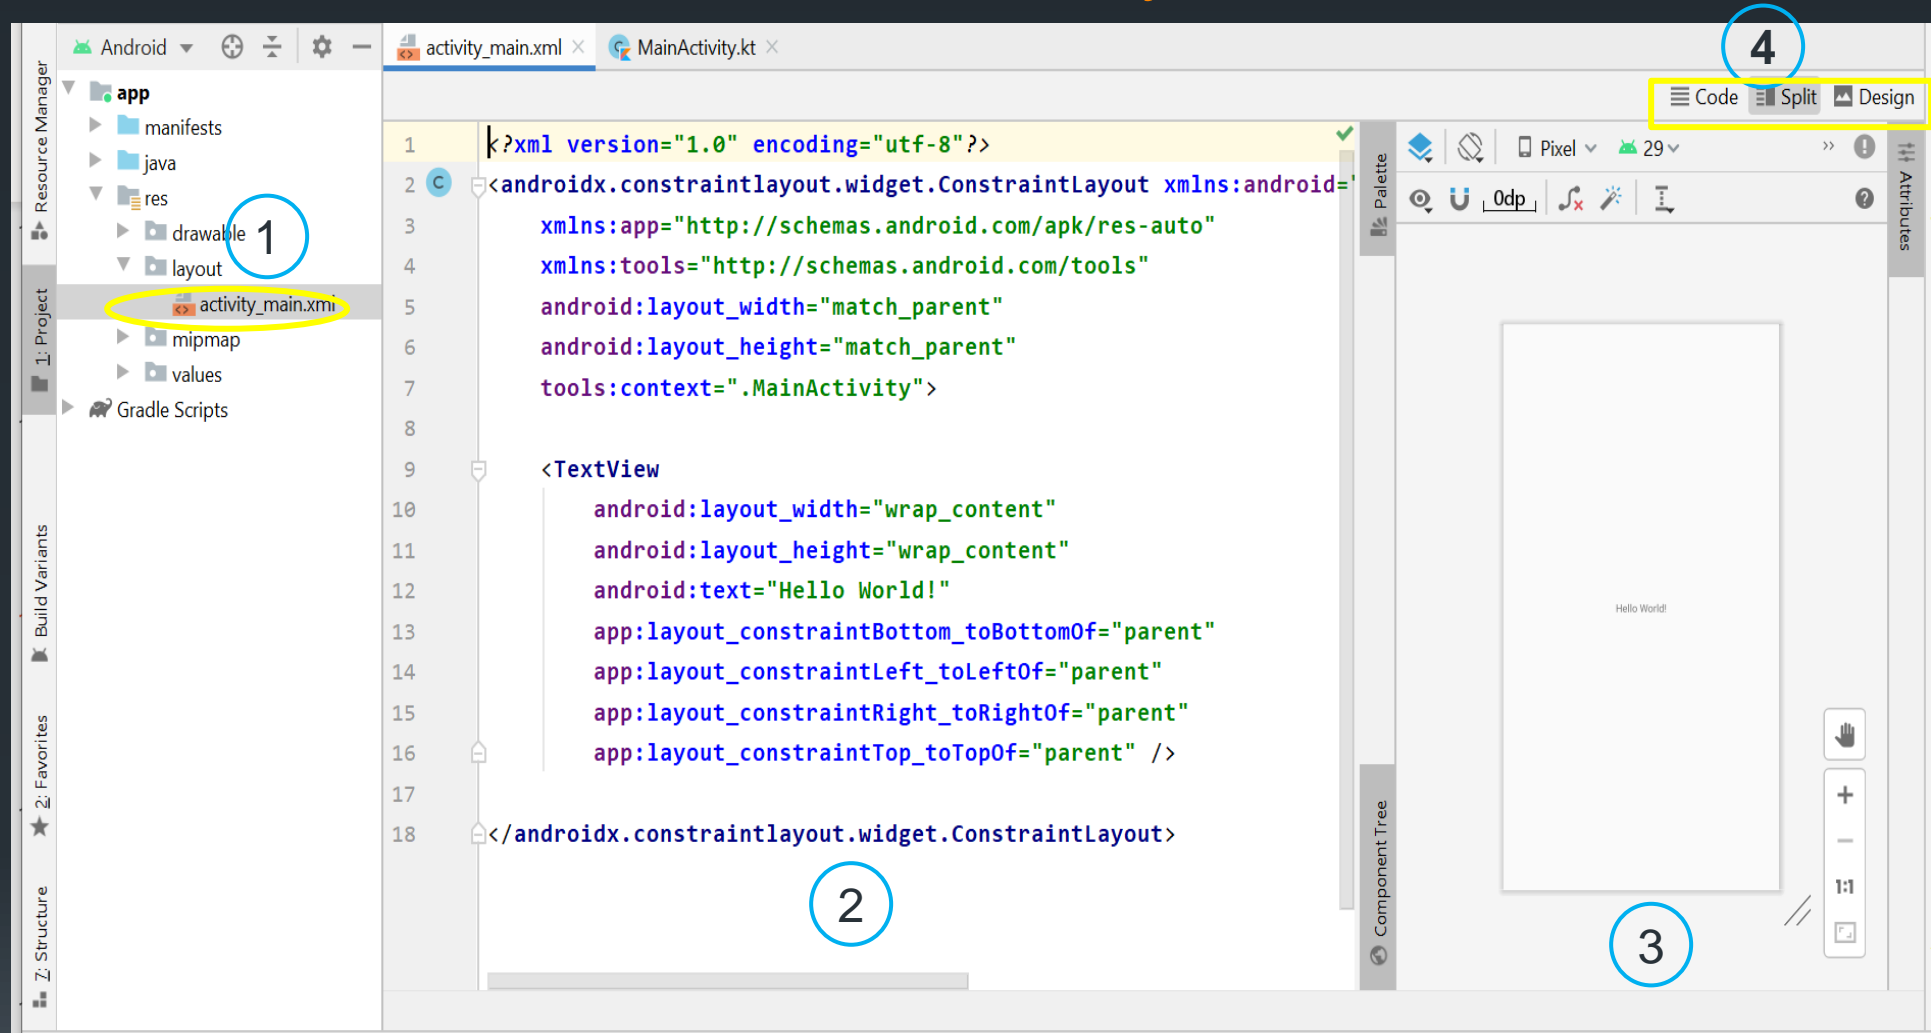 4
Android
activity_main.xml
MainActivity.kt
Code
Split
Design
Resource Manager
1: Project
Build Variants
2: Favorites
7: Structure
app
manifests
java
res
drawable
1
layout
activity_main.xml
mipmap
values
Gradle Scripts
1 <?xml version="1.0" encoding="utf-8"?>
2 C <androidx.constraintlayout.widget.ConstraintLayout xmlns:android="
3 xmlns:app="http://schemas.android.com/apk/res-auto"
4 xmlns:tools="http://schemas.android.com/tools"
5 android:layout_width="match_parent"
6 android:layout_height="match_parent"
7 tools:context=".MainActivity">
8
9 <TextView
10 android:layout_width="wrap_content"
11 android:layout_height="wrap_content"
12 android:text="Hello World!"
13 app:layout_constraintBottom_toBottomOf="parent"
14 app:layout_constraintLeft_toLeftOf="parent"
15 app:layout_constraintRight_toRightOf="parent"
16 app:layout_constraintTop_toTopOf="parent" />
17
18 </androidx.constraintlayout.widget.ConstraintLayout>
2
Palette
Component Tree
Pixel
29
0dp
Attributes
Hello World!
1:1
3